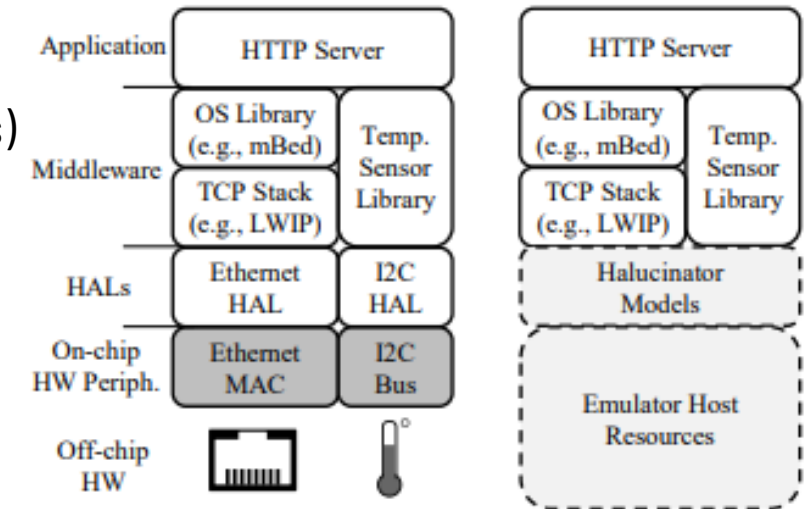 Application
HTTP Server
HTTP Server
s)
Middleware
OS Library
(e.g., mBed)
Temp.
Sensor
Library
TCP Stack
(e.g., LWIP)
OS Library
(e.g., mBed)
Temp.
Sensor
Library
TCP Stack
(e.g., LWIP)
HALs
Ethernet
HAL
I2C
HAL
Halucinator
Models
On-chip
HW Periph.
Ethernet
MAC
I2C
Bus
Emulator Host
Resources
Off-chip
HW